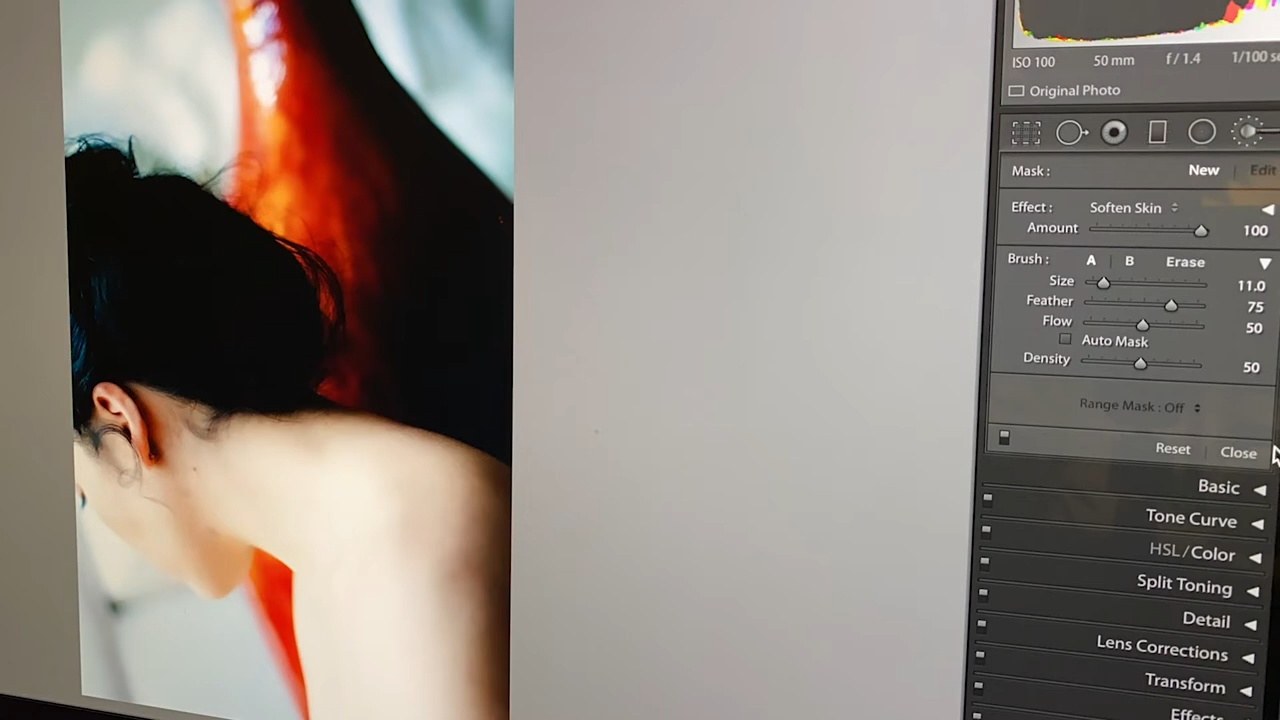 ISO 100 50 mm f / 1.4 1/100 se
Original Photo
Mask : New | Edit
Effect : Soften Skin
Amount 100
Brush : A | B Erase
Size 11.0
Feather 75
Flow 50
Auto Mask
Density 50
Range Mask : Off
Reset | Close
Basic
Tone Curve
HSL / Color
Split Toning
Detail
Lens Corrections
Transform
Effects